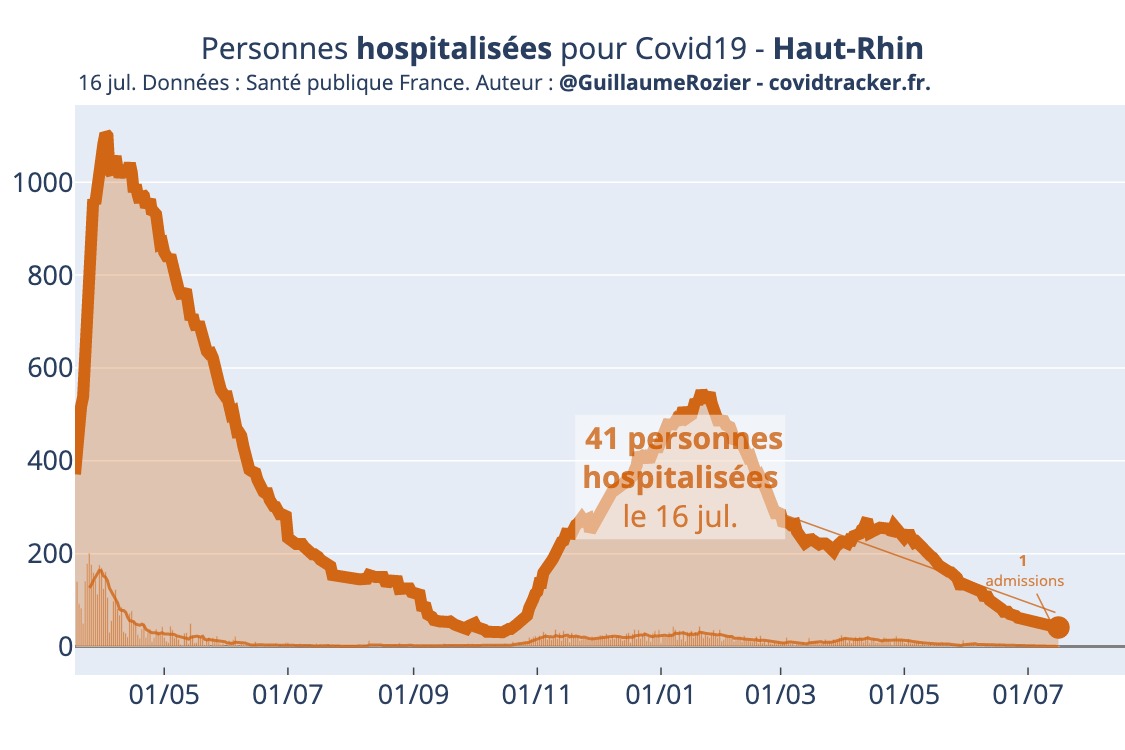 Personnes hospitalisées pour Covid19 - Haut-Rhin
16 jul. Données : Santé publique France. Auteur : @GuillaumeRozier - covidtracker.fr.
1000
800
600
400
200
0
41 personnes
hospitalisées
le 16 jul.
1
admissions
01/05 01/07 01/09 01/11 01/01 01/03 01/05 01/07